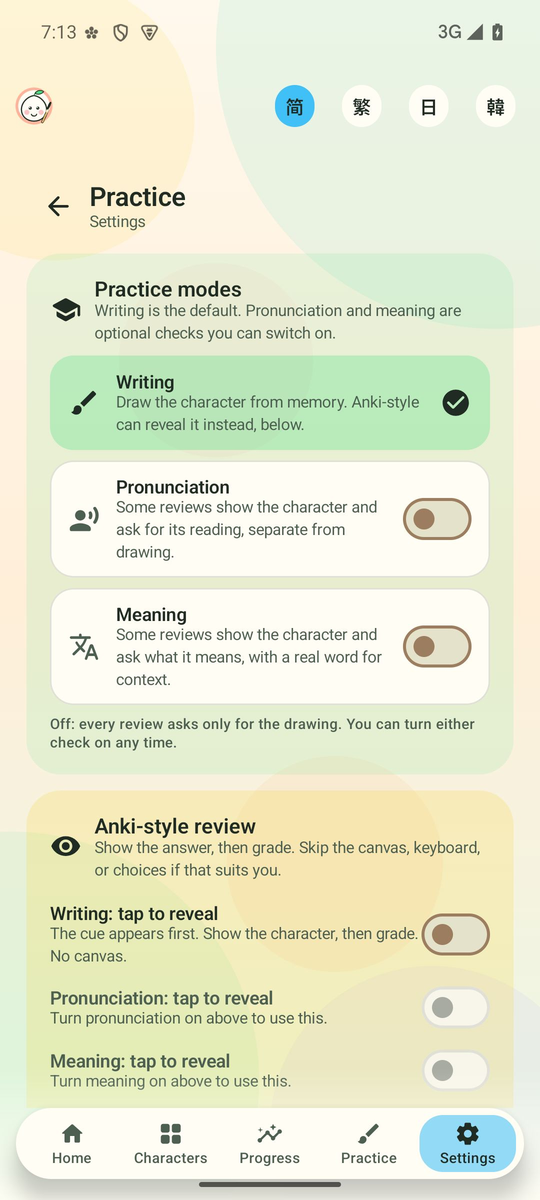 7:13
3G
简 繁 日 韓
Practice
Settings
Practice modes
Writing is the default. Pronunciation and meaning are
optional checks you can switch on.
Writing
Draw the character from memory. Anki-style
can reveal it instead, below.
Pronunciation
Some reviews show the character and
ask for its reading, separate from
drawing.
Meaning
Some reviews show the character and
ask what it means, with a real word for
context.
Off: every review asks only for the drawing. You can turn either
check on any time.
Anki-style review
Show the answer, then grade. Skip the canvas, keyboard,
or choices if that suits you.
Writing: tap to reveal
The cue appears first. Show the character, then grade.
No canvas.
Pronunciation: tap to reveal
Turn pronunciation on above to use this.
Meaning: tap to reveal
Turn meaning on above to use this.
Home Characters Progress Practice Settings